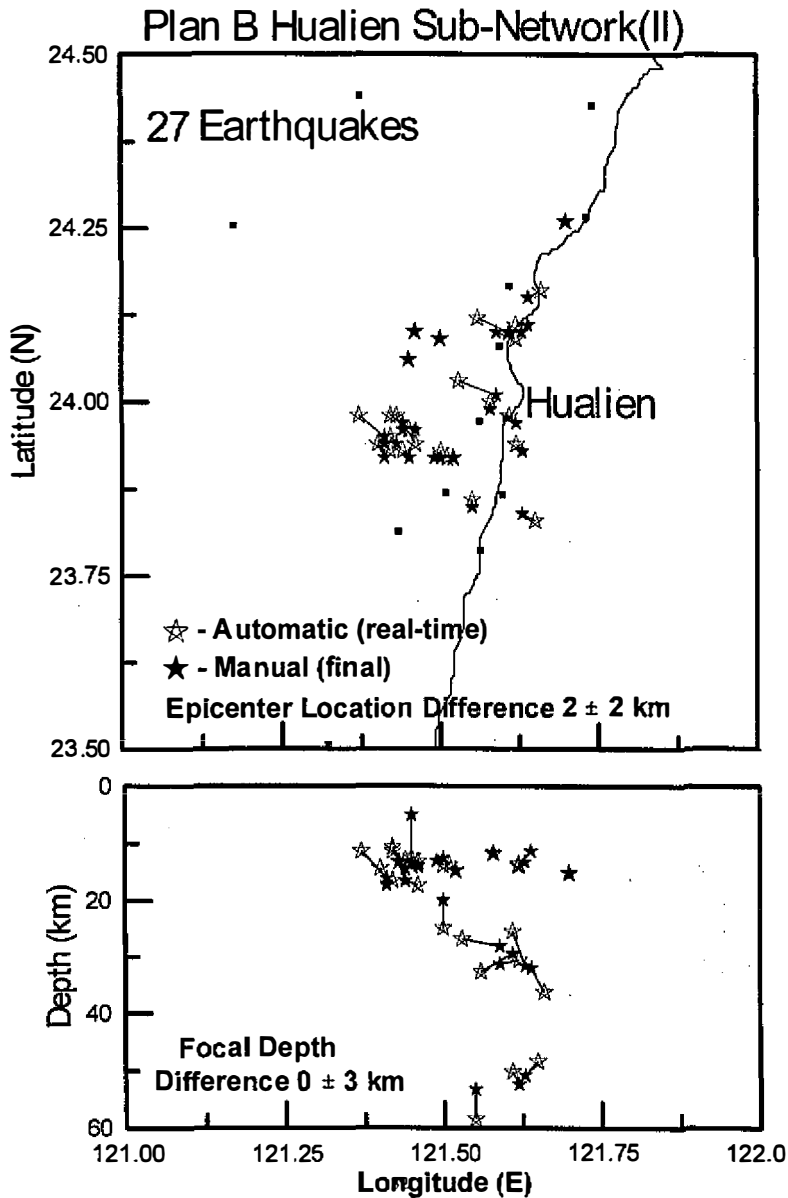 Plan B Hualien Sub-Network(II)
24.50
27 Earthquakes
24.25
24.00
Hualien
23.75
☆ - Automatic (real-time)
★ - Manual (final)
Epicenter Location Difference 2 ± 2 km
23.50
Latitude (N)
0
20
40
60
Depth (km)
Focal Depth
Difference 0 ± 3 km
121.00 121.25 121.50 121.75 122.0
Longitude (E)